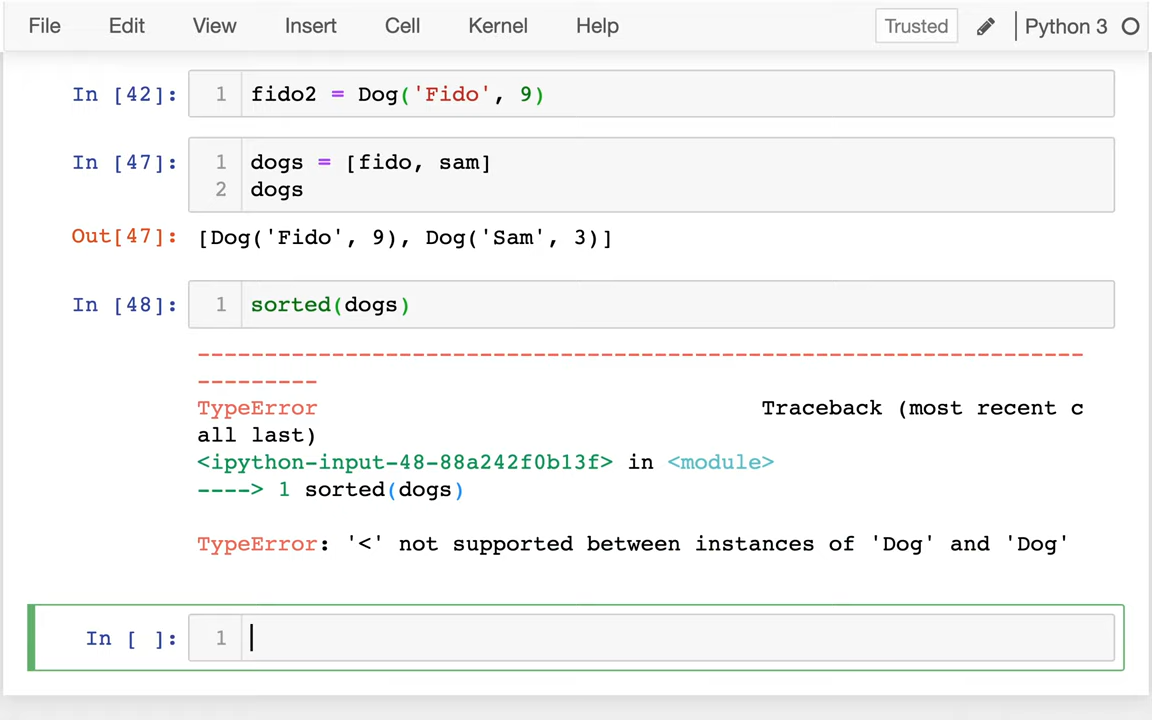 File Edit View Insert Cell Kernel Help Trusted Python 3
In [42]: 1 fido2 = Dog('Fido', 9)
In [47]: 1 dogs = [fido, sam]
2 dogs
Out[47]: [Dog('Fido', 9), Dog('Sam', 3)]
In [48]: 1 sorted(dogs)
------------------------------------------------------------------
---------
TypeError Traceback (most recent c
all last)
<ipython-input-48-88a242f0b13f> in <module>
----> 1 sorted(dogs)
TypeError: '<' not supported between instances of 'Dog' and 'Dog'
In [ ]: 1